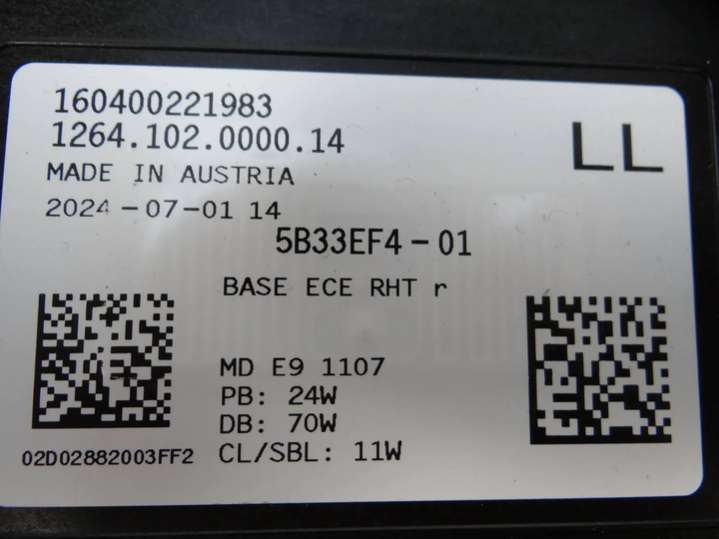 160400221983
1264.102.0000.14
LL
MADE IN AUSTRIA
2024-07-01 14
5B33EF4-01
BASE ECE RHT r
MD E9 1107
PB: 24W
DB: 70W
CL/SBL: 11W
02D02882003FF2